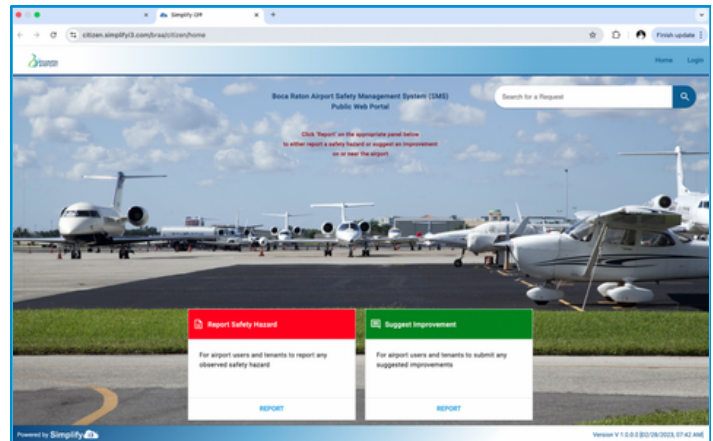 Simplify i3®
citizen.simplifyi3.com/braa/citizen/home
Finish update
Home Login
Boca Raton Airport Safety Management System (SMS)
Public Web Portal
Search for a Request
Click 'Report' on the appropriate panel below
to either report a safety hazard or suggest an improvement
on or near the airport
Report Safety Hazard
For airport users and tenants to report any
observed safety hazard
REPORT
Suggest Improvement
For airport users and tenants to submit any
suggested improvements
REPORT
Powered by Simplify i3
Version V 1.0.0.0 [02/28/2023, 07:42 AM]